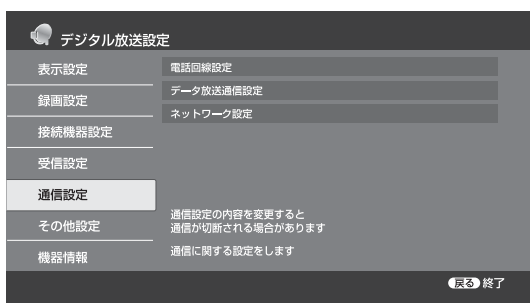 デジタル放送設定
表示設定
録画設定
接続機器設定
受信設定
通信設定
その他設定
機器情報
電話回線設定
データ放送通信設定
ネットワーク設定
通信設定の内容を変更すると
通信が切断される場合があります
通信に関する設定をします
戻る 終了